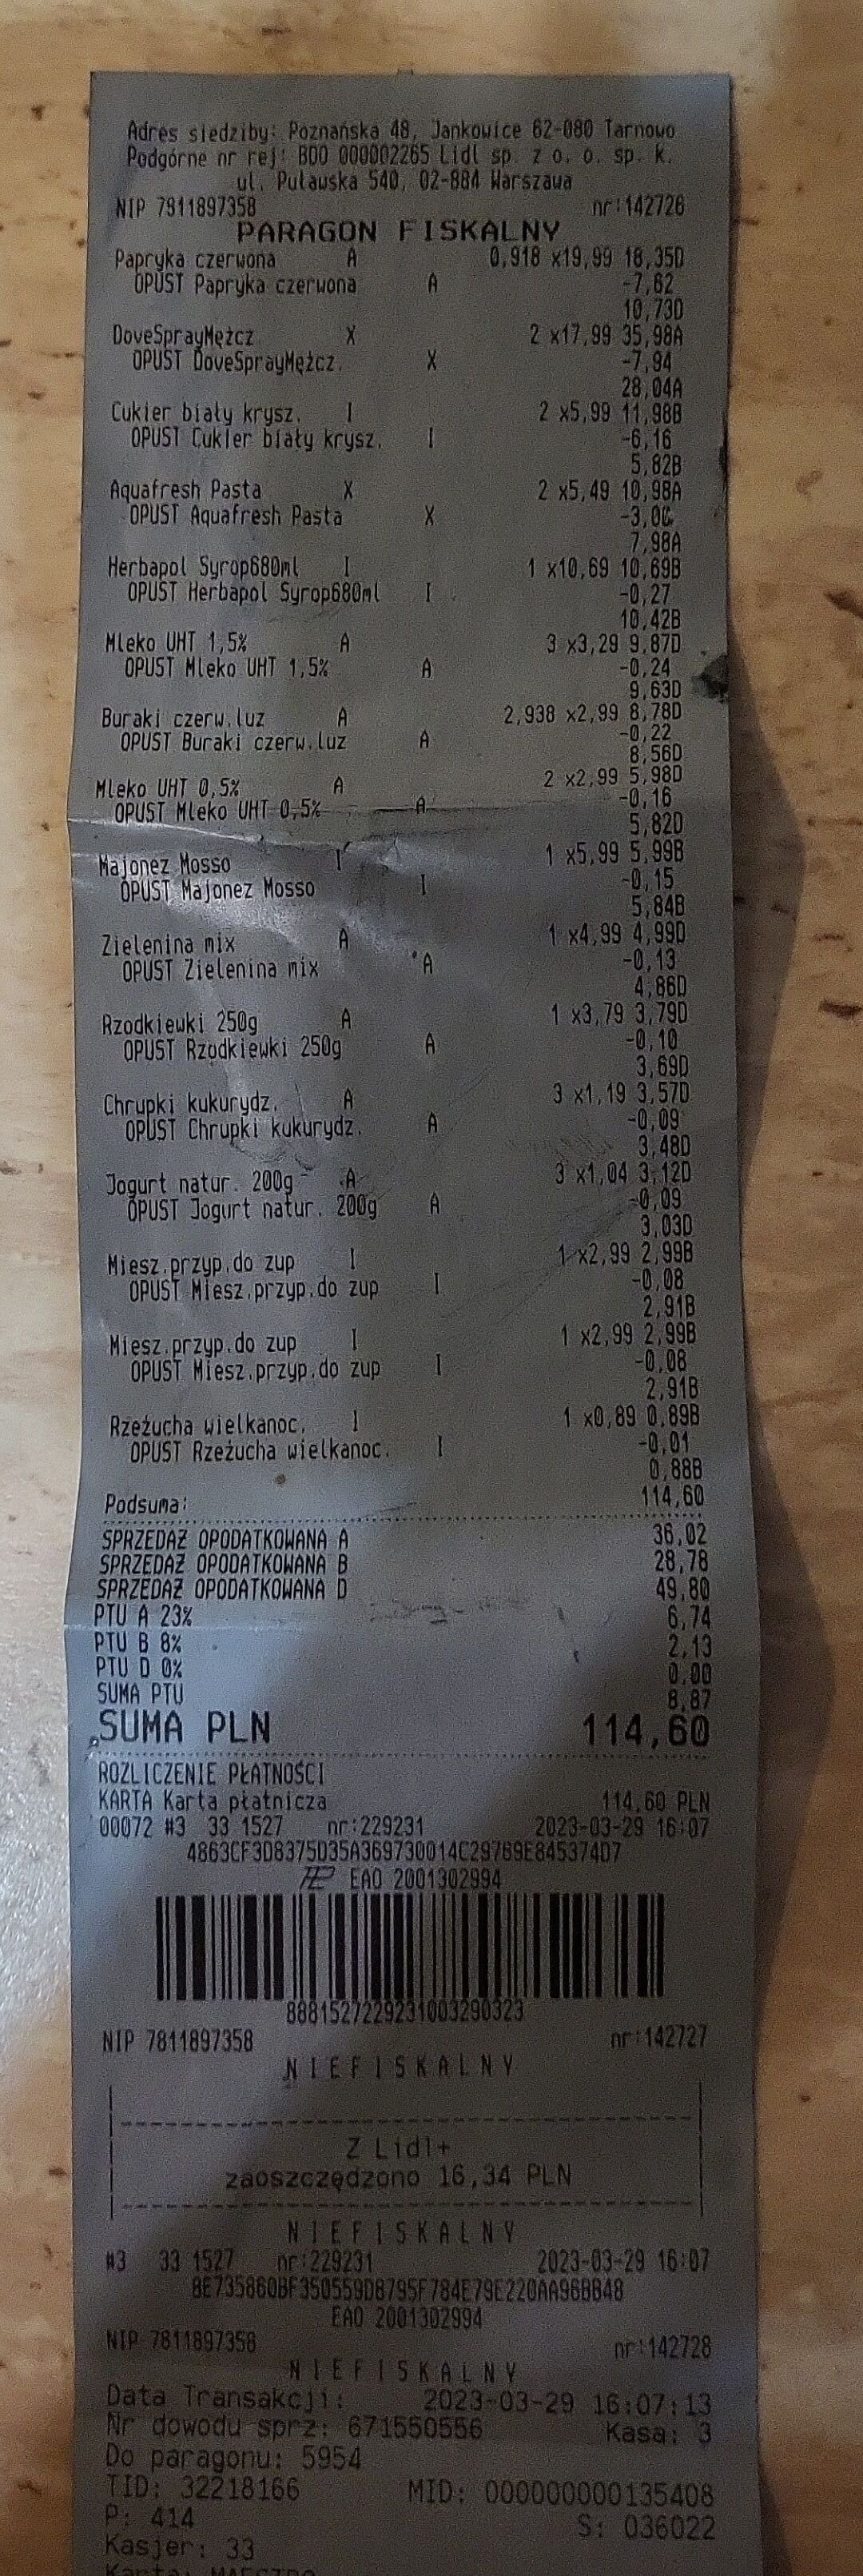 Adres siedziby: Poznańska 48, Jankowice 62-080 Tarnowo
Podgórne nr rej: BDO 000002265 Lidl sp. z o. o. sp. k.
ul. Puławska 540, 02-884 Warszawa
NIP 7811897358 nr:142726
PARAGON FISKALNY
Papryka czerwona A 0,918 x19,99 18,35D
OPUST Papryka czerwona A -7,62
10,73D
DoveSprayMężcz. X 2 x17,99 35,98A
OPUST DoveSprayMężcz. X -7,94
28,04A
Cukier biały krysz. I 2 x5,99 11,98B
OPUST Cukier biały krysz. I -6,16
5,82B
Aquafresh Pasta X 2 x5,49 10,98A
OPUST Aquafresh Pasta X -3,00
7,98A
Herbapol Syrop680ml I 1 x10,69 10,69B
OPUST Herbapol Syrop680ml I -0,27
10,42B
Mleko UHT 1,5% A 3 x3,29 9,87D
OPUST Mleko UHT 1,5% A -0,24
9,63D
Buraki czerw.luz A 2,938 x2,99 8,78D
OPUST Buraki czerw.luz A -0,22
8,56D
Mleko UHT 0,5% A 2 x2,99 5,98D
OPUST Mleko UHT 0,5% A -0,16
5,82D
Majonez Mosso I 1 x5,99 5,99B
OPUST Majonez Mosso I -0,15
5,84B
Zielenina mix A 1 x4,99 4,99D
OPUST Zielenina mix A -0,13
4,86D
Rzodkiewki 250g A 1 x3,79 3,79D
OPUST Rzodkiewki 250g A -0,10
3,69D
Chrupki kukurydz. A 3 x1,19 3,57D
OPUST Chrupki kukurydz. A -0,09
3,48D
Jogurt natur. 200g A 3 x1,04 3,12D
OPUST Jogurt natur. 200g A -0,09
3,03D
Miesz.przyp.do zup I 1 x2,99 2,99B
OPUST Miesz.przyp.do zup I -0,08
2,91B
Miesz.przyp.do zup I 1 x2,99 2,99B
OPUST Miesz.przyp.do zup I -0,08
2,91B
Rzeżucha wielkanoc. I 1 x0,89 0,89B
OPUST Rzeżucha wielkanoc. I -0,01
0,88B
Podsuma: 114,60
SPRZEDAŻ OPODATKOWANA A 36,02
SPRZEDAŻ OPODATKOWANA B 28,78
SPRZEDAŻ OPODATKOWANA D 49,80
PTU A 23% 6,74
PTU B 8% 2,13
PTU D 0% 0,00
SUMA PTU 8,87
SUMA PLN 114,60
ROZLICZENIE PŁATNOŚCI
KARTA Karta płatnicza 114,60 PLN
00072 #3 33 1527 nr:229231 2023-03-29 16:07
4863CF3D8375D35A369730014C29789E845374D7
EAO 2001302994
8881527229231003290323
NIP 7811897358 nr:142727
NIEFISKALNY
Z Lidl+
zaoszczędzono 16,34 PLN
NIEFISKALNY
#3 33 1527 nr:229231 2023-03-29 16:07
8E735860BF350559D8795F784E79E220AA96BB48
EAO 2001302994
NIP 7811897358 nr:142728
NIEFISKALNY
Data Transakcji: 2023-03-29 16:07:13
Nr dowodu sprz: 671550556 Kasa: 3
Do paragonu: 5954
TID: 32218166 MID: 000000000135408
P: 414 S: 036022
Kasjer: 33
Karta: MAESTRO